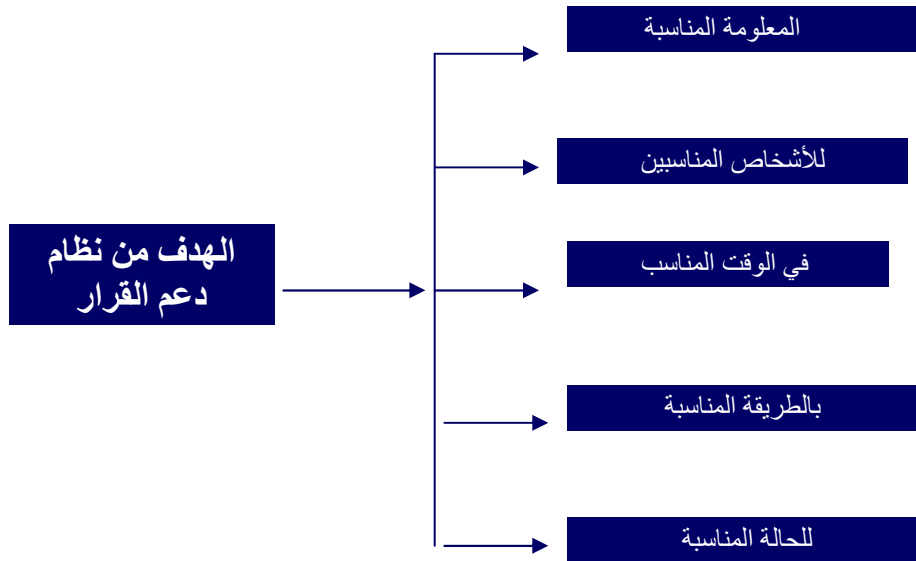 المعلومة المناسبة
للأشخاص المناسبين
الهدف من نظام
دعم القرار
في الوقت المناسب
بالطريقة المناسبة
للحالة المناسبة